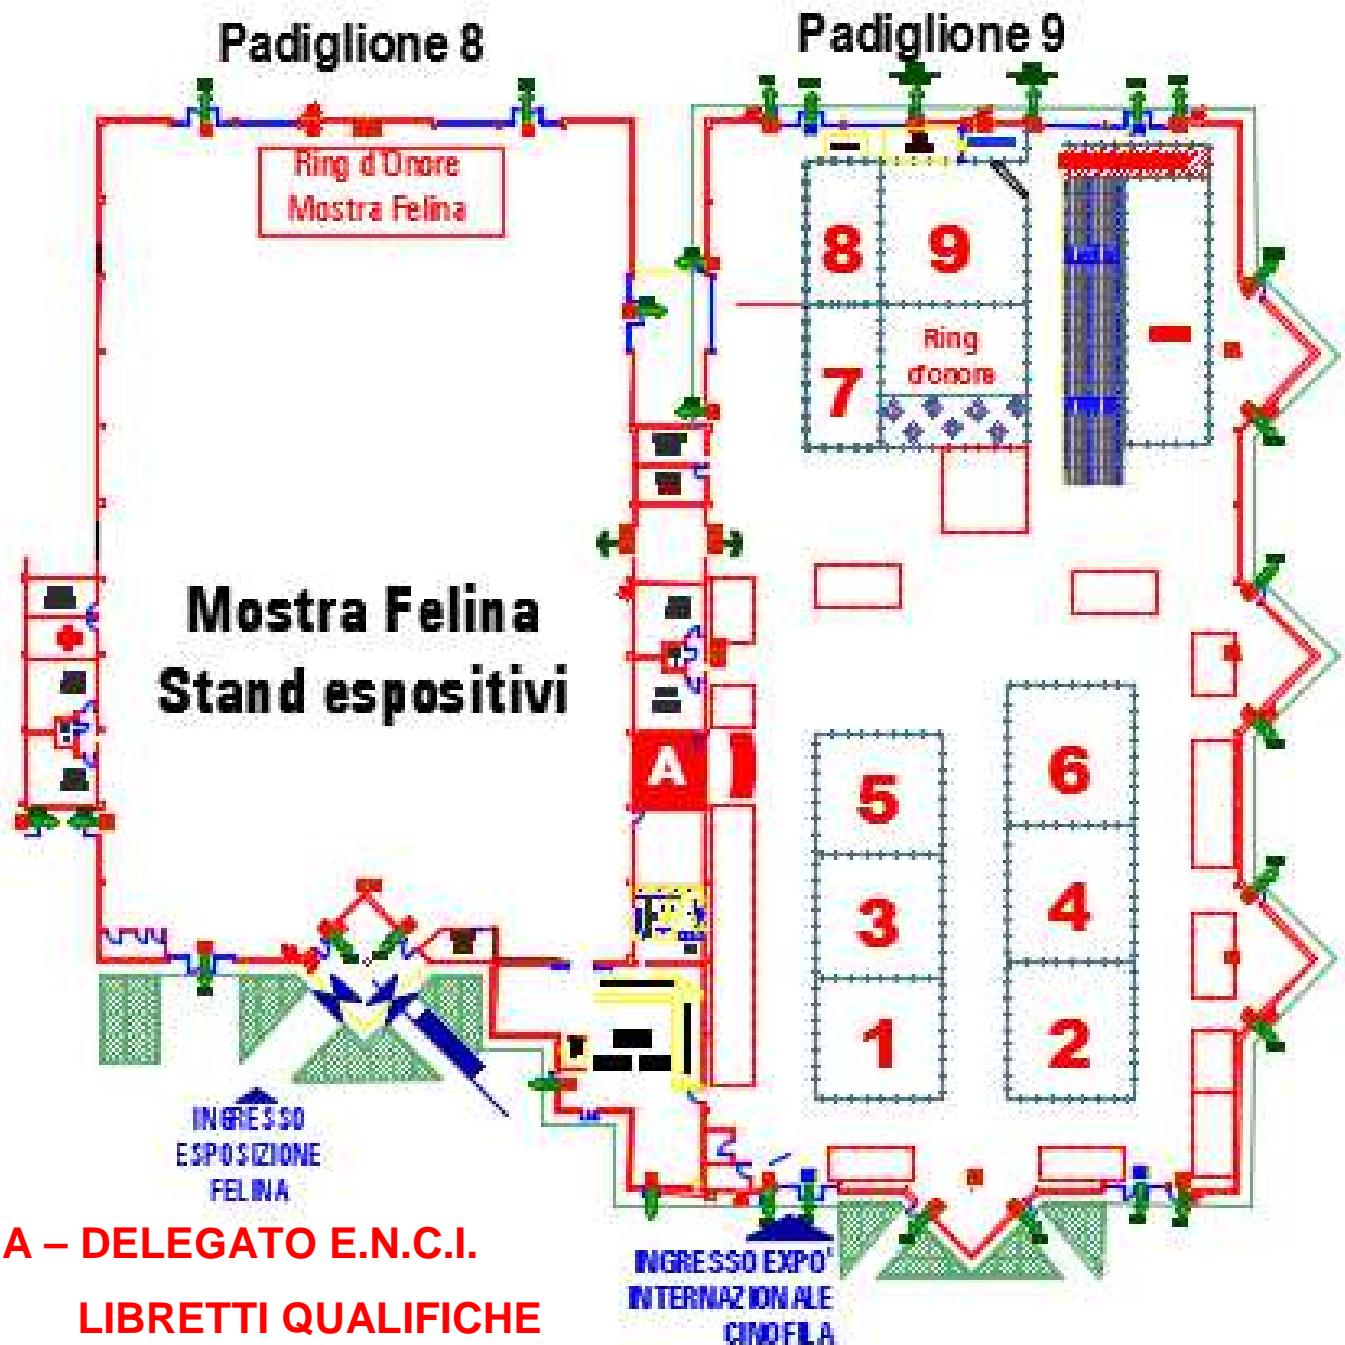 Padiglione 8
Padiglione 9
Ring d'Onore
Mostra Felina
8
9
Ring
d'onore
7
Mostra Felina
Stand espositivi
A
5
6
3
4
1
2
INGRESSO
ESPOSIZIONE
FELINA
A – DELEGATO E.N.C.I.
LIBRETTI QUALIFICHE
INGRESSO EXPO'
INTERNAZIONALE
CINOFILA